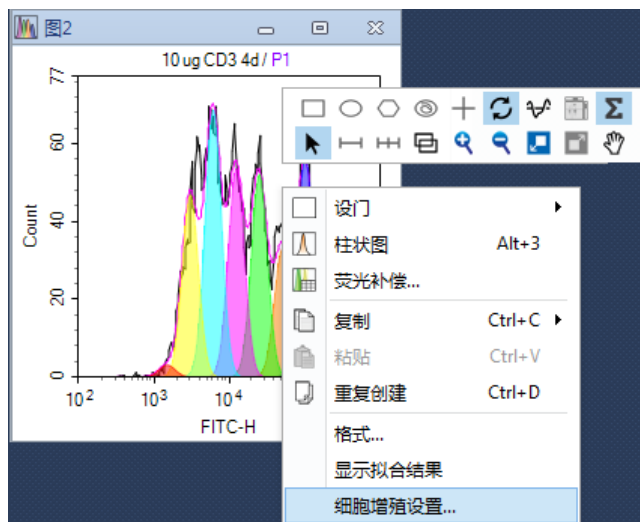 图2
10 ug CD3 4d / P1
77
60
40
20
0
Count
10² 10³ 10⁴
FITC-H
设门
柱状图 Alt+3
荧光补偿...
复制 Ctrl+C
粘贴 Ctrl+V
重复创建 Ctrl+D
格式...
显示拟合结果
细胞增殖设置...